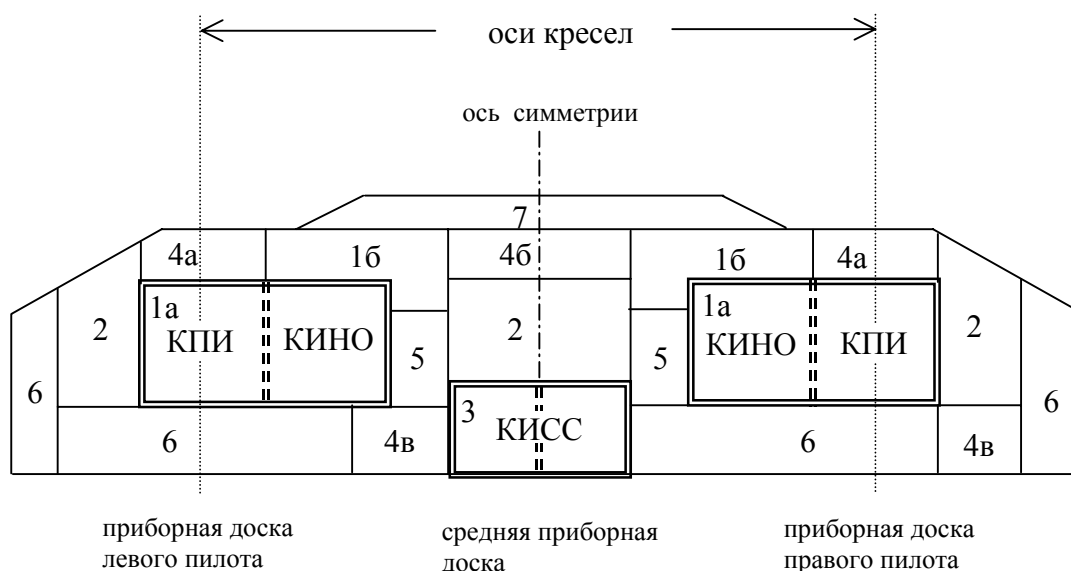 оси кресел
ось симметрии
7
4а 1б 4б 1б 4а
1а 1а
2 КПИ КИНО 2 КИНО КПИ 2
5 5
6 3 КИСС 6
6 4в 6 4в
приборная доска средняя приборная приборная доска
левого пилота доска правого пилота